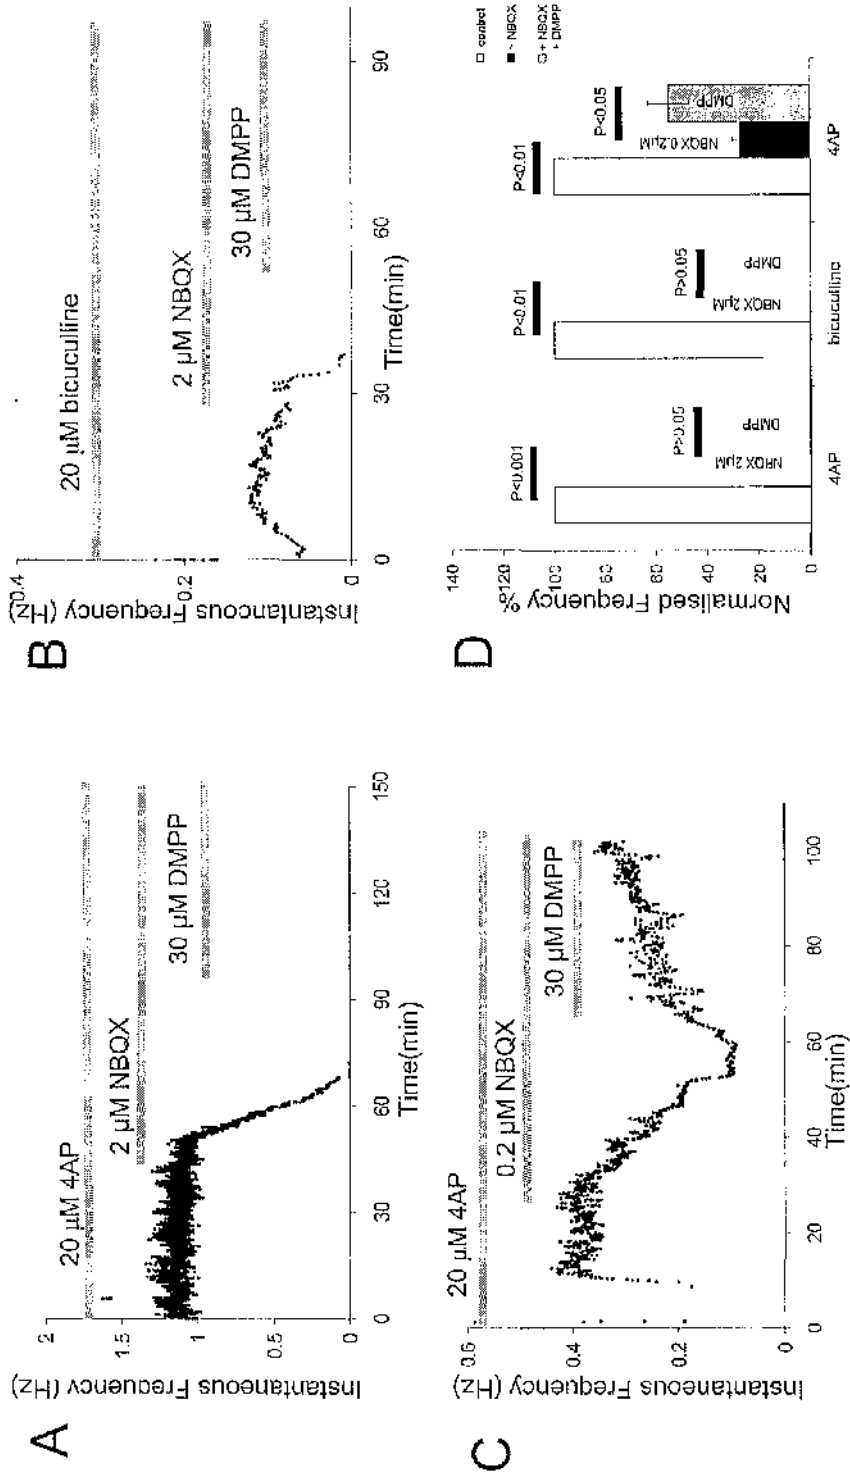 A
Instantaneous Frequency (Hz)
2
1.5
1
0.5
0
20 µM 4AP
2 µM NBQX
30 µM DMPP
0
30
60
90
120
150
Time(min)
B
Instantaneous Frequency (Hz)
0.4
0.2
0
20 µM bicuculline
2 µM NBQX
30 µM DMPP
0
30
60
90
Time(min)
C
Instantaneous Frequency (Hz)
0.6
0.4
0.2
0
20 µM 4AP
0.2 µM NBQX
30 µM DMPP
0
20
40
60
80
100
Time(min)
D
Normalised Frequency %
140
120
100
80
60
40
20
0
P<0.001
P>0.05
NBQX 2µM
DMPP
4AP
P<0.01
P>0.05
NBQX 2µM
DMPP
bicuculline
P<0.01
P<0.05
NBQX 0.2µM
DMPP
4AP
control
NBQX
+ NBQX
+ DMPP